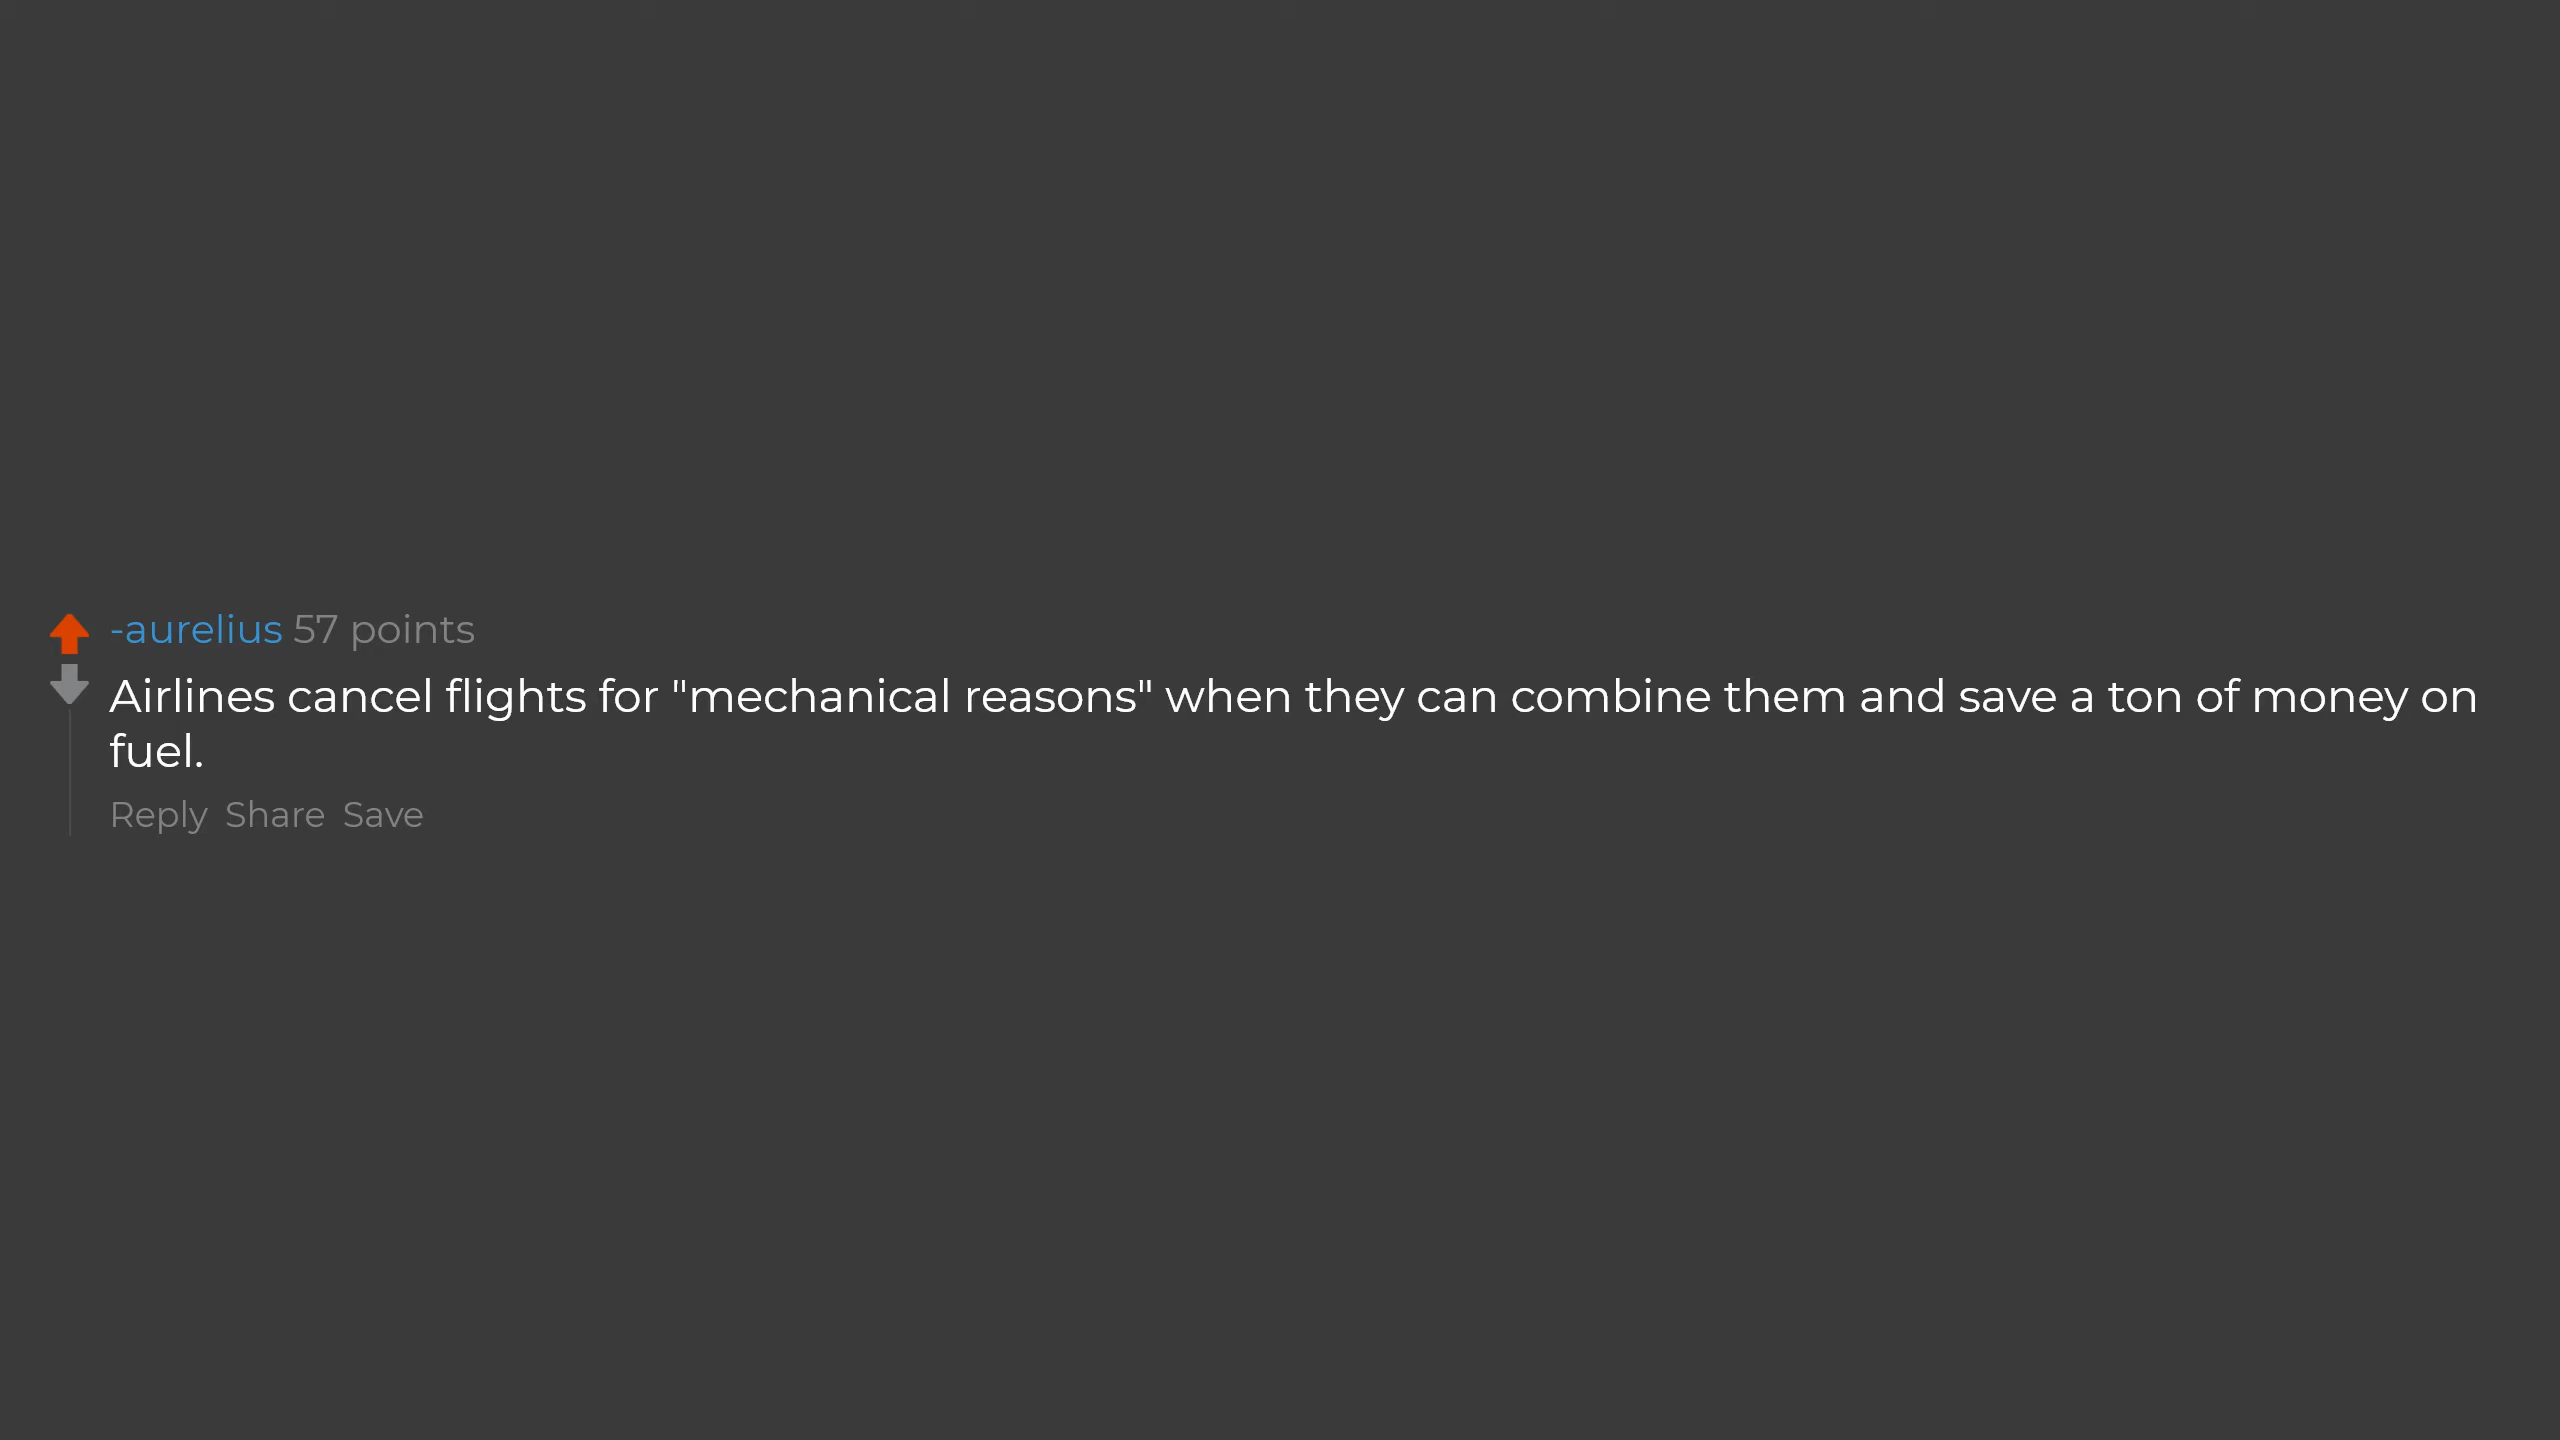 -aurelius 57 points
Airlines cancel flights for "mechanical reasons" when they can combine them and save a ton of money on
fuel.
Reply Share Save